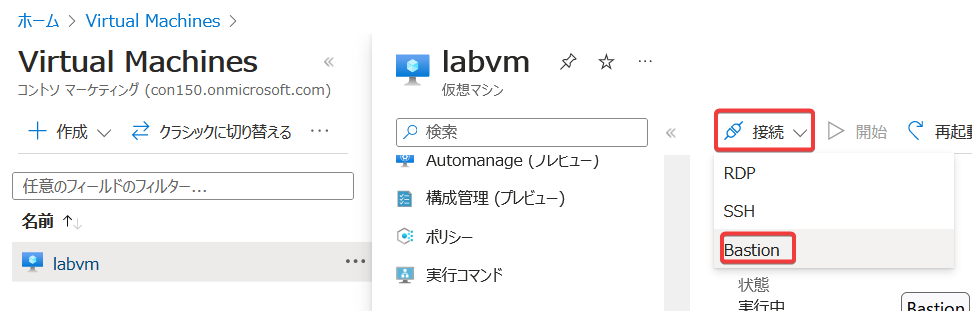 ホーム > Virtual Machines >
Virtual Machines
コントソ マーケティング (con150.onmicrosoft.com)
作成
クラシックに切り替える
任意のフィールドのフィルター...
名前
labvm
labvm
仮想マシン
検索
Automanage (プレビュー)
構成管理 (プレビュー)
ポリシー
実行コマンド
接続
開始
再起動
RDP
SSH
Bastion
状態
実行中
Bastion